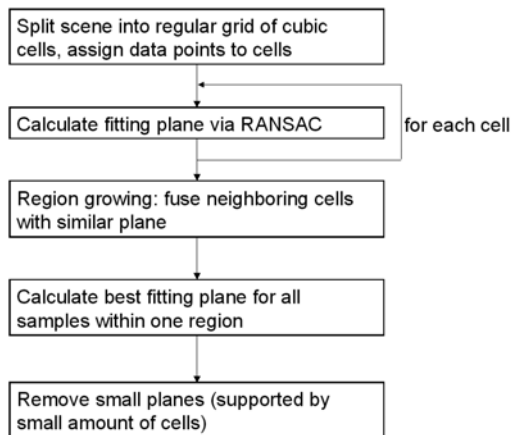 Split scene into regular grid of cubic
cells, assign data points to cells
Calculate fitting plane via RANSAC
for each cell
Region growing: fuse neighboring cells
with similar plane
Calculate best fitting plane for all
samples within one region
Remove small planes (supported by
small amount of cells)